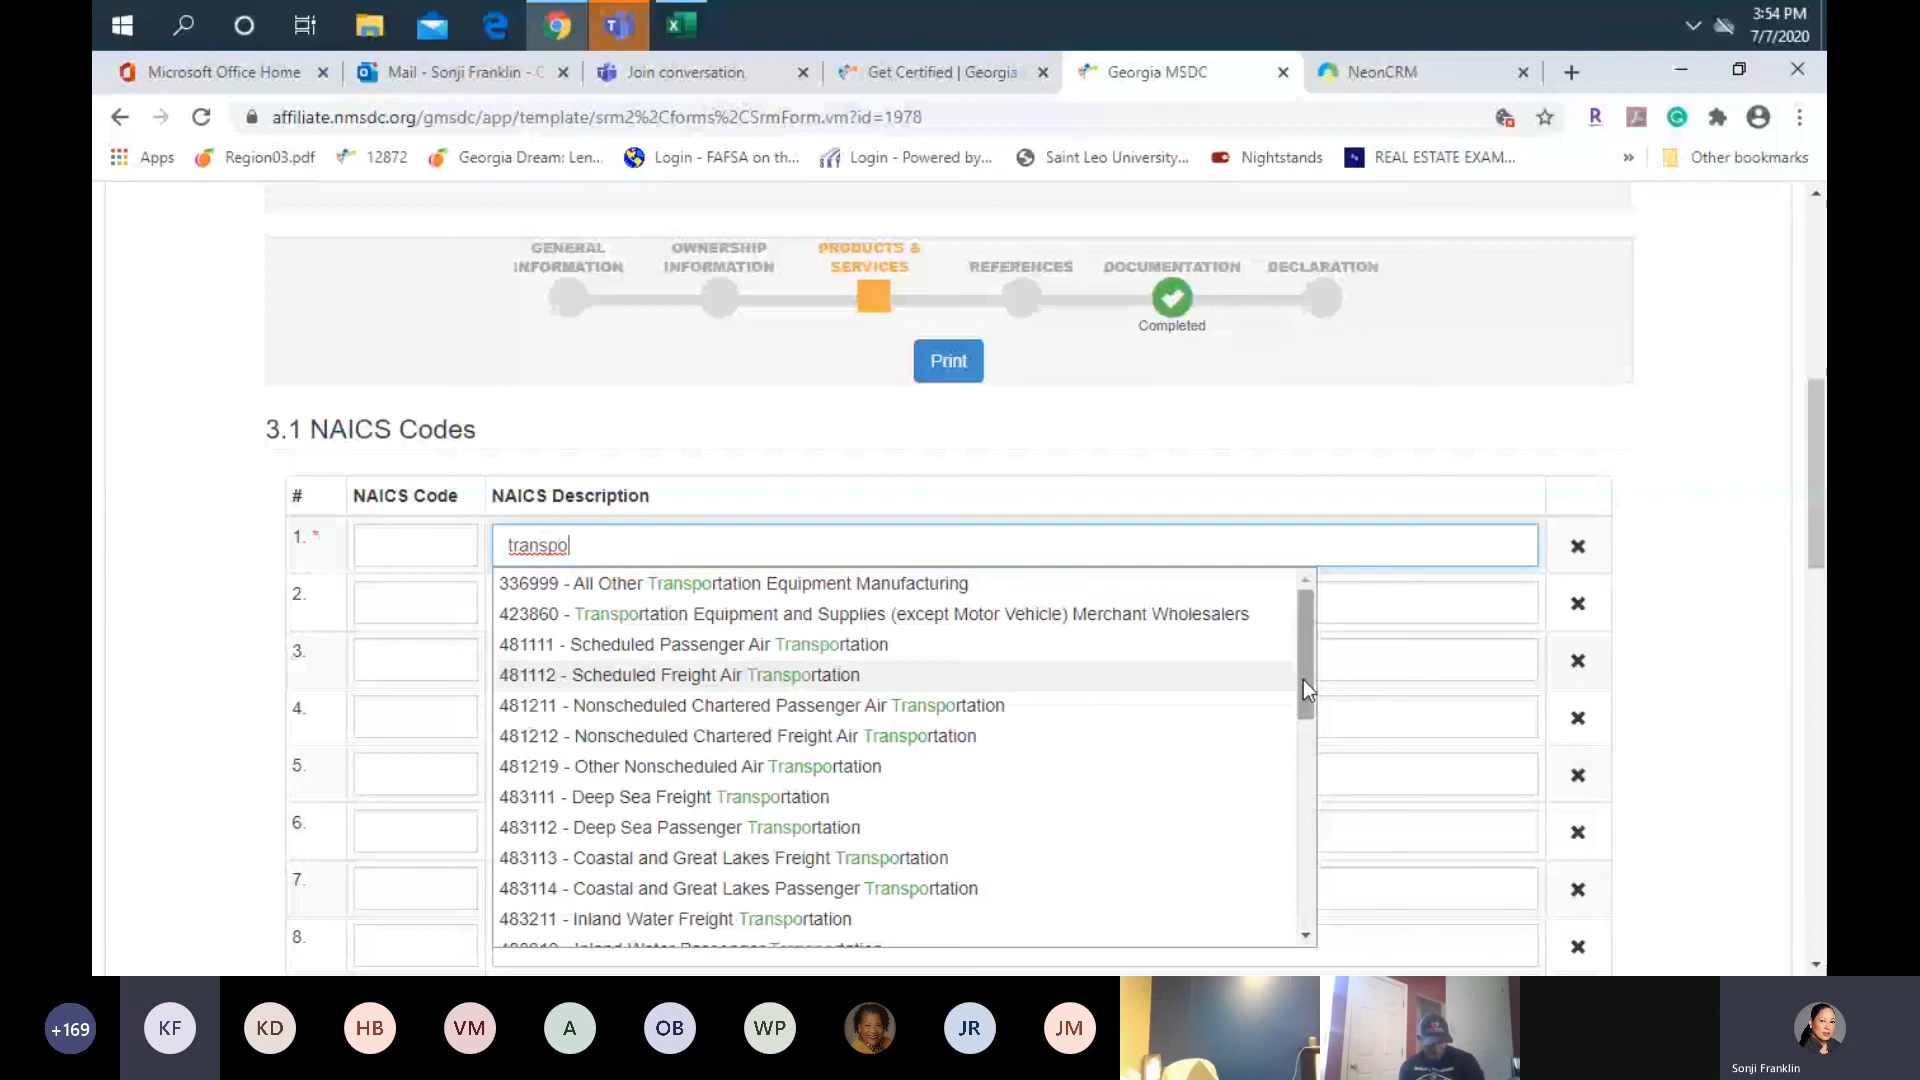 3:54 PM
7/7/2020
Microsoft Office Home
Mail - Sonji Franklin - C
Join conversation
Get Certified | Georgia
Georgia MSDC
NeonCRM
affiliate.nmsdc.org/gmsdc/app/template/srm2%2Cforms%2CSrmForm.vm?id=1978
Apps
Region03.pdf
12872
Georgia Dream: Len...
Login - FAFSA on th...
Login - Powered by...
Saint Leo University...
Nightstands
REAL ESTATE EXAM...
» Other bookmarks
GENERAL INFORMATION
OWNERSHIP INFORMATION
PRODUCTS & SERVICES
REFERENCES
DOCUMENTATION
DECLARATION
Completed
Print
3.1 NAICS Codes
# NAICS Code NAICS Description
1. * transpo
336999 - All Other Transportation Equipment Manufacturing
2.
423860 - Transportation Equipment and Supplies (except Motor Vehicle) Merchant Wholesalers
481111 - Scheduled Passenger Air Transportation
3.
481112 - Scheduled Freight Air Transportation
481211 - Nonscheduled Chartered Passenger Air Transportation
4.
481212 - Nonscheduled Chartered Freight Air Transportation
5.
481219 - Other Nonscheduled Air Transportation
483111 - Deep Sea Freight Transportation
6.
483112 - Deep Sea Passenger Transportation
483113 - Coastal and Great Lakes Freight Transportation
7.
483114 - Coastal and Great Lakes Passenger Transportation
483211 - Inland Water Freight Transportation
8.
+169
KF
KD
HB
VM
A
OB
WP
JR
JM
Sonji Franklin